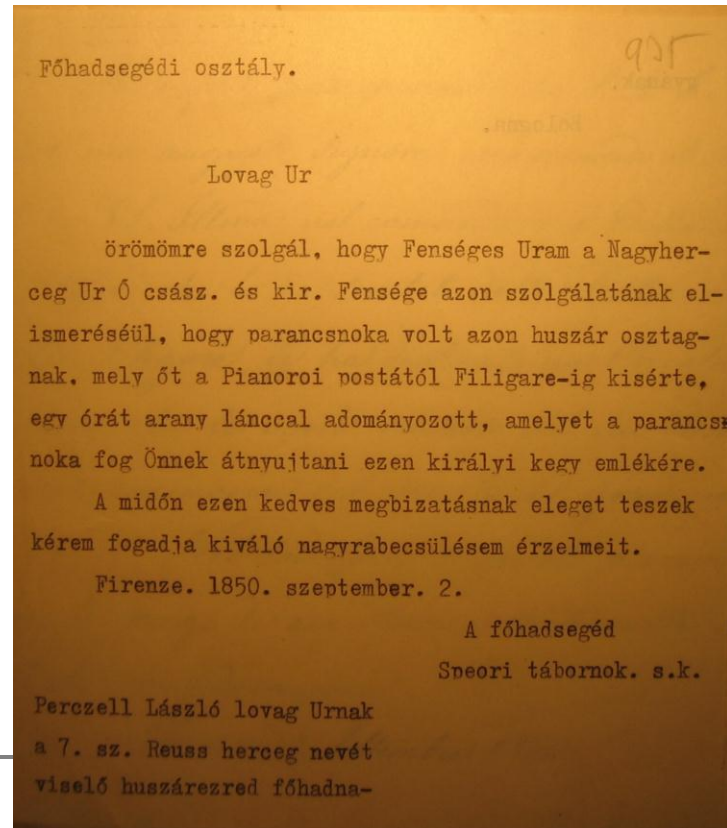 935
Főhadsegédi osztály.
Lovag Ur
örömömre szolgál, hogy Fenséges Uram a Nagyher-
ceg Ur Ő csász. és kir. Fensége azon szolgálatának el-
ismeréséül, hogy parancsnoka volt azon huszár osztag-
nak, mely őt a Pianoroi postától Filigare-ig kisérte,
egy órát arany lánccal adományozott, amelyet a parancs
noka fog Önnek átnyujtani ezen királyi kegy emlékére.
A midőn ezen kedves megbizatásnak eleget teszek
kérem fogadja kiváló nagyrabecsülésem érzelmeit.
Firenze. 1850. szeptember. 2.
A főhadsegéd
Speori tábornok. s.k.
Perczell László lovag Urnak
a 7. sz. Reuss herceg nevét
viselő huszárezred főhadna-